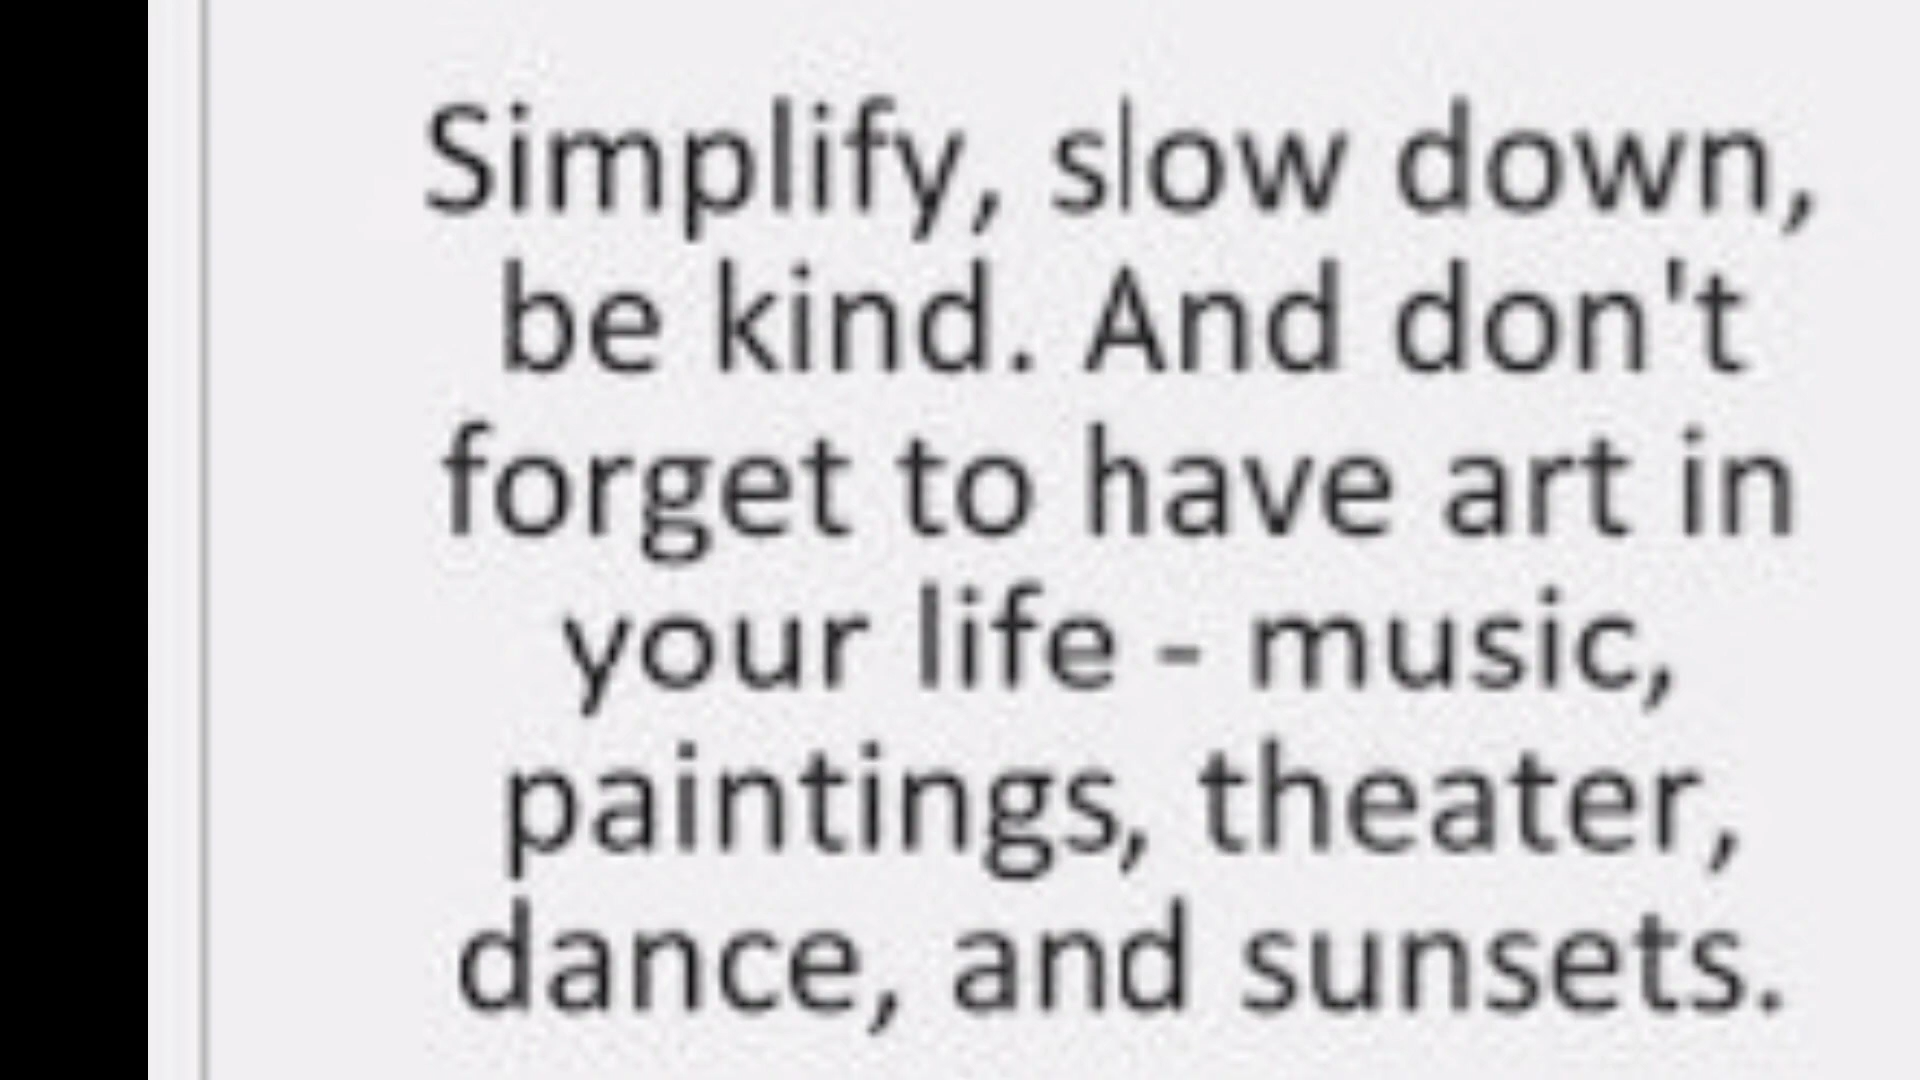 Simplify, slow down,
be kind. And don't
forget to have art in
your life - music,
paintings, theater,
dance, and sunsets.